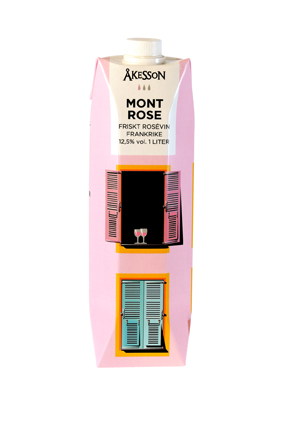 ÅKESSON
MONT
ROSE
FRISKT ROSÉVIN
FRANKRIKE
12,5% vol. 1 LITER